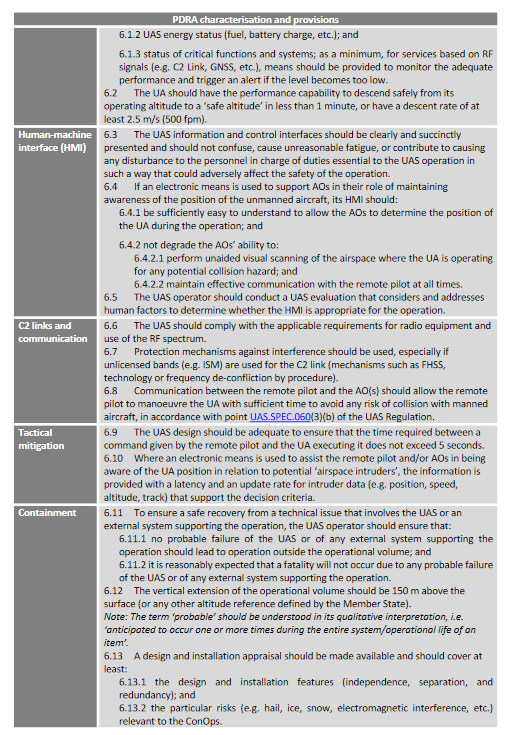 PDRA characterisation and provisions
6.1.2 UAS energy status (fuel, battery charge, etc.); and
6.1.3 status of critical functions and systems; as a minimum, for services based on RF
signals (e.g. C2 Link, GNSS, etc.), means should be provided to monitor the adequate
performance and trigger an alert if the level becomes too low.
6.2 The UA should have the performance capability to descend safely from its
operating altitude to a ‘safe altitude’ in less than 1 minute, or have a descent rate of at
least 2.5 m/s (500 fpm).
Human-machine
interface (HMI)
6.3 The UAS information and control interfaces should be clearly and succinctly
presented and should not confuse, cause unreasonable fatigue, or contribute to causing
any disturbance to the personnel in charge of duties essential to the UAS operation in
such a way that could adversely affect the safety of the operation.
6.4 If an electronic means is used to support AOs in their role of maintaining
awareness of the position of the unmanned aircraft, its HMI should:
6.4.1 be sufficiently easy to understand to allow the AOs to determine the position of
the UA during the operation; and
6.4.2 not degrade the AOs’ ability to:
6.4.2.1 perform unaided visual scanning of the airspace where the UA is operating
for any potential collision hazard; and
6.4.2.2 maintain effective communication with the remote pilot at all times.
6.5 The UAS operator should conduct a UAS evaluation that considers and addresses
human factors to determine whether the HMI is appropriate for the operation.
C2 links and
communication
6.6 The UAS should comply with the applicable requirements for radio equipment and
use of the RF spectrum.
6.7 Protection mechanisms against interference should be used, especially if
unlicensed bands (e.g. ISM) are used for the C2 link (mechanisms such as FHSS,
technology or frequency de-confliction by procedure).
6.8 Communication between the remote pilot and the AO(s) should allow the remote
pilot to manoeuvre the UA with sufficient time to avoid any risk of collision with manned
aircraft, in accordance with point UAS.SPEC.060(3)(b) of the UAS Regulation.
Tactical
mitigation
6.9 The UAS design should be adequate to ensure that the time required between a
command given by the remote pilot and the UA executing it does not exceed 5 seconds.
6.10 Where an electronic means is used to assist the remote pilot and/or AOs in being
aware of the UA position in relation to potential ‘airspace intruders’, the information is
provided with a latency and an update rate for intruder data (e.g. position, speed,
altitude, track) that support the decision criteria.
Containment
6.11 To ensure a safe recovery from a technical issue that involves the UAS or an
external system supporting the operation, the UAS operator should ensure that:
6.11.1 no probable failure of the UAS or of any external system supporting the
operation should lead to operation outside the operational volume; and
6.11.2 it is reasonably expected that a fatality will not occur due to any probable failure
of the UAS or of any external system supporting the operation.
6.12 The vertical extension of the operational volume should be 150 m above the
surface (or any other altitude reference defined by the Member State).
Note: The term ‘probable’ should be understood in its qualitative interpretation, i.e.
‘anticipated to occur one or more times during the entire system/operational life of an
item’.
6.13 A design and installation appraisal should be made available and should cover at
least:
6.13.1 the design and installation features (independence, separation, and
redundancy); and
6.13.2 the particular risks (e.g. hail, ice, snow, electromagnetic interference, etc.)
relevant to the ConOps.